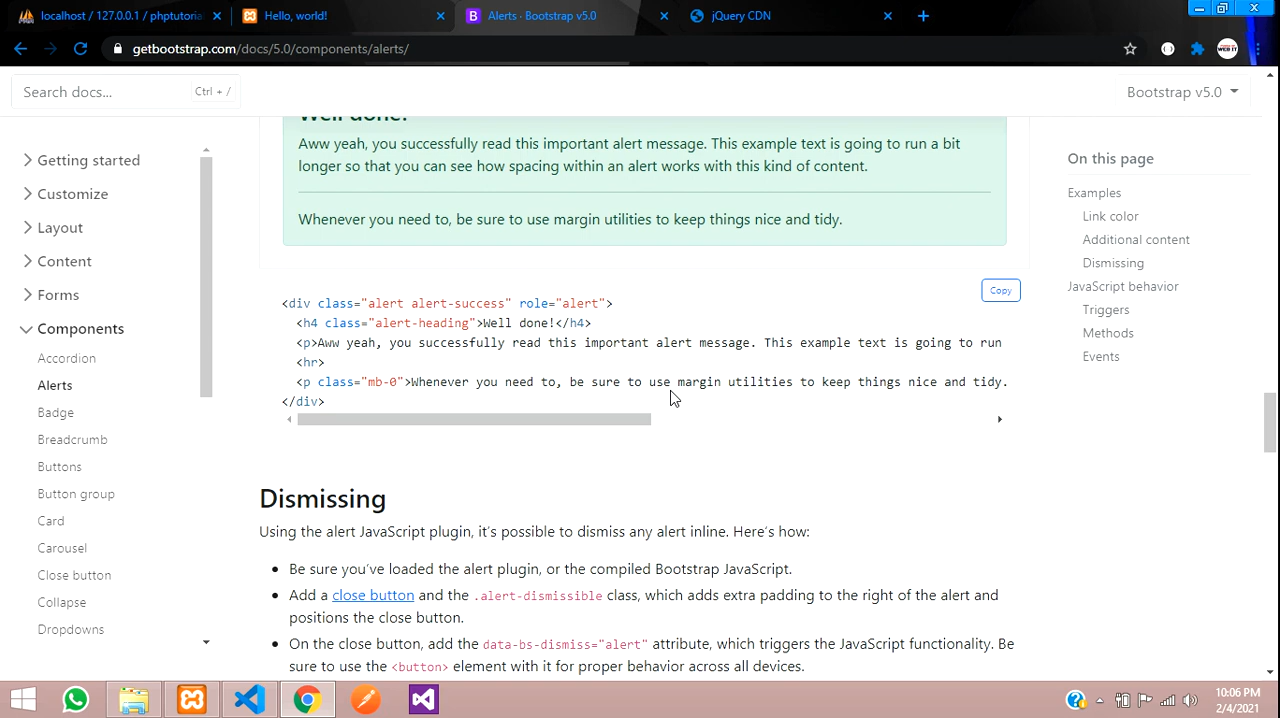 localhost / 127.0.0.1 / phptutoria
Hello, world!
Alerts · Bootstrap v5.0
jQuery CDN
getbootstrap.com/docs/5.0/components/alerts/
Search docs...
Ctrl + /
Bootstrap v5.0
Getting started
Customize
Layout
Content
Forms
Components
Accordion
Alerts
Badge
Breadcrumb
Buttons
Button group
Card
Carousel
Close button
Collapse
Dropdowns
Well done!
Aww yeah, you successfully read this important alert message. This example text is going to run a bit
longer so that you can see how spacing within an alert works with this kind of content.
Whenever you need to, be sure to use margin utilities to keep things nice and tidy.
Copy
<div class="alert alert-success" role="alert">
<h4 class="alert-heading">Well done!</h4>
<p>Aww yeah, you successfully read this important alert message. This example text is going to run
<hr>
<p class="mb-0">Whenever you need to, be sure to use margin utilities to keep things nice and tidy.
</div>
Dismissing
Using the alert JavaScript plugin, it's possible to dismiss any alert inline. Here's how:
Be sure you've loaded the alert plugin, or the compiled Bootstrap JavaScript.
Add a close button and the .alert-dismissible class, which adds extra padding to the right of the alert and
positions the close button.
On the close button, add the data-bs-dismiss="alert" attribute, which triggers the JavaScript functionality. Be
sure to use the <button> element with it for proper behavior across all devices.
On this page
Examples
Link color
Additional content
Dismissing
JavaScript behavior
Triggers
Methods
Events
10:06 PM
2/4/2021